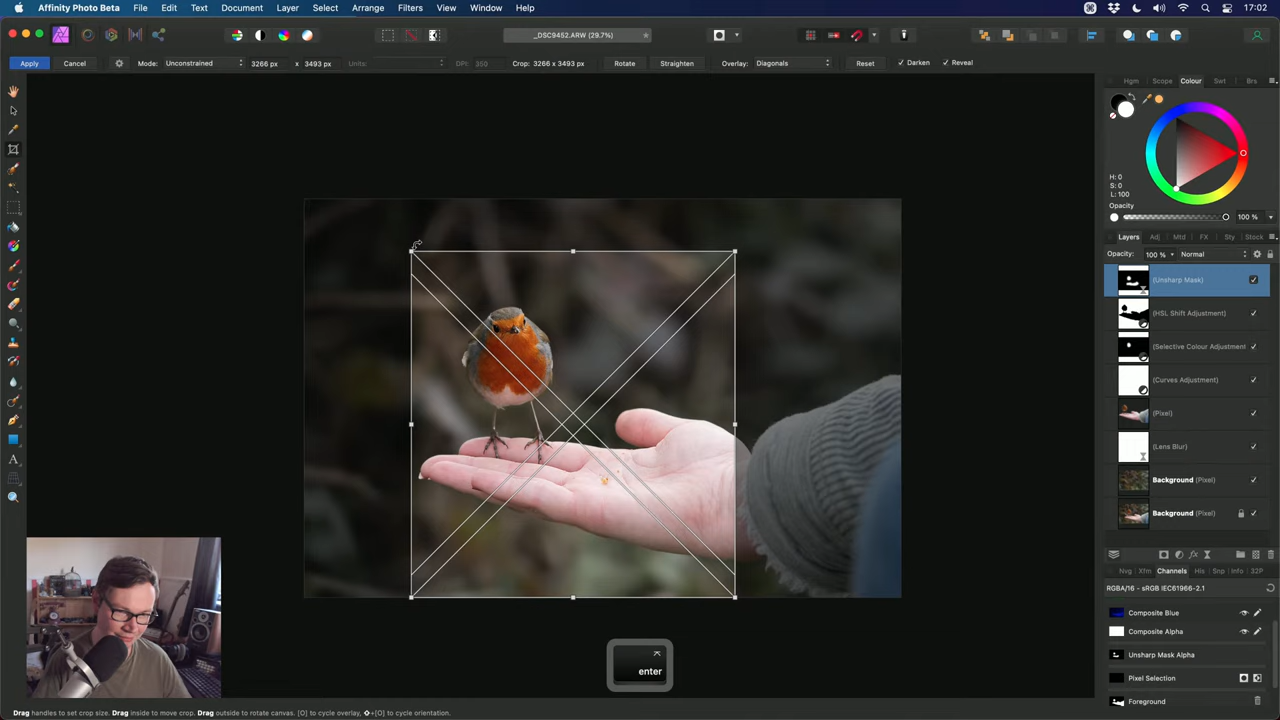 Affinity Photo Beta File Edit Text Document Layer Select Arrange Filters View Window Help 17:02
_DSC9452.ARW (29.7%)
Apply Cancel Mode: Unconstrained 3266 px x 3493 px Units: DPI: 350 Crop: 3266 x 3493 px Rotate Straighten Overlay: Diagonals Reset Darken Reveal
Hgm Scope Colour Swt Brs
H: 0
S: 0
L: 100
Opacity
100 %
Layers Adj Mtd FX Sty Stock
Opacity: 100 % Normal
(Unsharp Mask)
(HSL Shift Adjustment)
(Selective Colour Adjustment
(Curves Adjustment)
(Pixel)
(Lens Blur)
Background (Pixel)
Background (Pixel)
Nvg Xfm Channels His Snp Info 32P
RGBA/16 - sRGB IEC61966-2.1
Composite Blue
Composite Alpha
Unsharp Mask Alpha
Pixel Selection
Foreground
enter
Drag handles to set crop size. Drag inside to move crop. Drag outside to rotate canvas. [O] to cycle overlay, ⇧+[O] to cycle orientation.